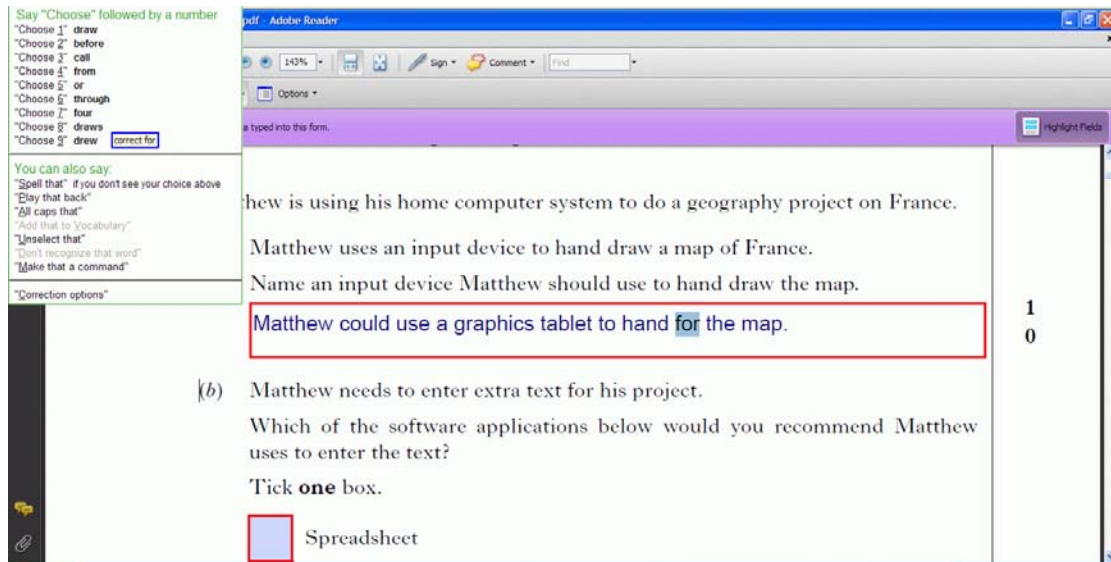 Say "Choose" followed by a number
"Choose 1" draw
"Choose 2" before
"Choose 3" call
"Choose 4" from
"Choose 5" or
"Choose 6" through
"Choose 7" four
"Choose 8" draws
"Choose 9" drew
correct for
You can also say:
"Spell that" if you don't see your choice above
"Play that back"
"All caps that"
"Add that to Vocabulary"
"Unselect that"
"Don't recognize that word"
"Make that a command"
"Correction options"
pdf - Adobe Reader
143%
Sign
Comment
Find
Options
a typed into this form.
Highlight Fields
hew is using his home computer system to do a geography project on France.
Matthew uses an input device to hand draw a map of France.
Name an input device Matthew should use to hand draw the map.
Matthew could use a graphics tablet to hand for the map.
1
0
(b) Matthew needs to enter extra text for his project.
Which of the software applications below would you recommend Matthew
uses to enter the text?
Tick one box.
Spreadsheet